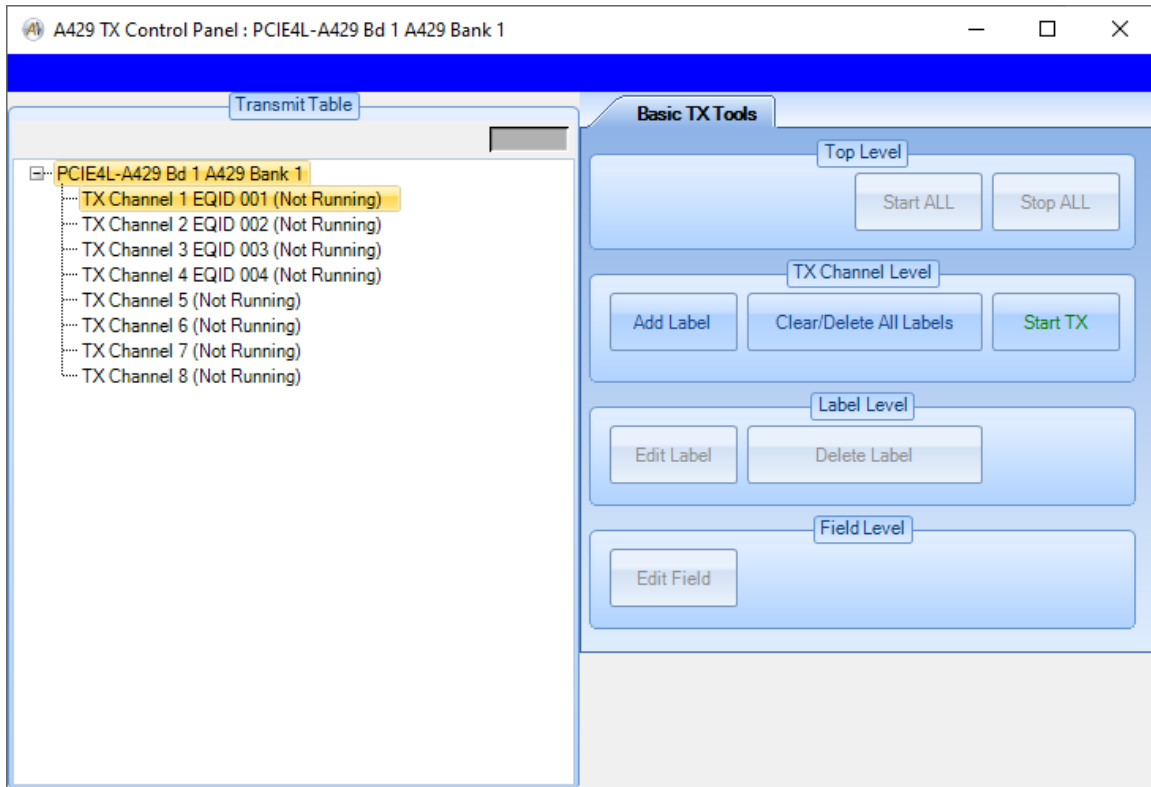 A429 TX Control Panel : PCIE4L-A429 Bd 1 A429 Bank 1
Transmit Table
PCIE4L-A429 Bd 1 A429 Bank 1
TX Channel 1 EQID 001 (Not Running)
TX Channel 2 EQID 002 (Not Running)
TX Channel 3 EQID 003 (Not Running)
TX Channel 4 EQID 004 (Not Running)
TX Channel 5 (Not Running)
TX Channel 6 (Not Running)
TX Channel 7 (Not Running)
TX Channel 8 (Not Running)
Basic TX Tools
Top Level
Start ALL Stop ALL
TX Channel Level
Add Label Clear/Delete All Labels Start TX
Label Level
Edit Label Delete Label
Field Level
Edit Field